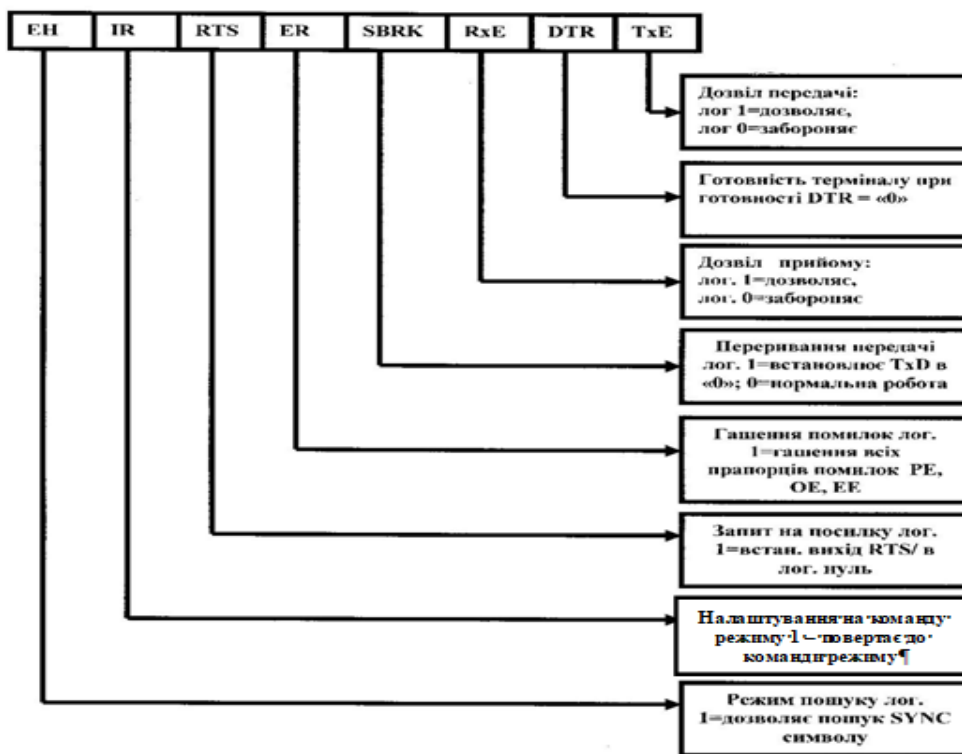 EH IR RTS ER SBRK RxE DTR TxE
Дозвіл передачі:
лог 1=дозволяє,
лог 0=забороняє
Готовність терміналу при
готовності DTR = «0»
Дозвіл прийому:
лог. 1=дозволяє,
лог. 0=забороняє
Переривання передачі
лог. 1=встановлює TxD в
«0»; 0=нормальна робота
Гашення помилок лог.
1=гашення всіх
прапорців помилок PE,
OE, EE
Запит на посилку лог.
1=встан. вихід RTS/ в
лог. нуль
Налаштування·на·команду·
режиму·1·–·повертає·до·
команди·режиму¶
Режим пошуку лог.
1=дозволяє пошук SYNC
символу